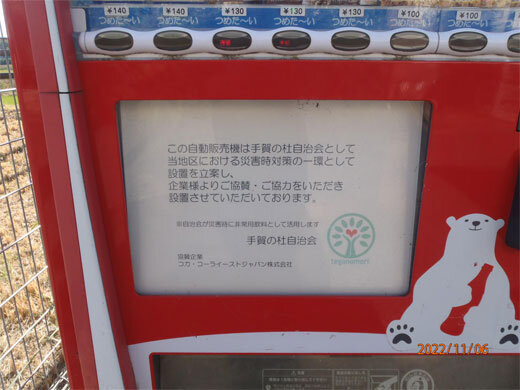 ¥140 ¥140 ¥130 ¥130 ¥130 ¥100 ¥100
つめた〜い つめた〜い つめた〜い つめた〜い つめた〜い つめた〜い つめた〜い
この自動販売機は手賀の杜自治会として
当地区における災害時対策の一環として
設置を立案し、
企業様よりご協賛・ご協力をいただき
設置させていただいております。
※自治会が災害時に非常用飲料として活用します
手賀の杜自治会
teganomori
協賛企業
コカ・コーライーストジャパン株式会社
2022/11/06